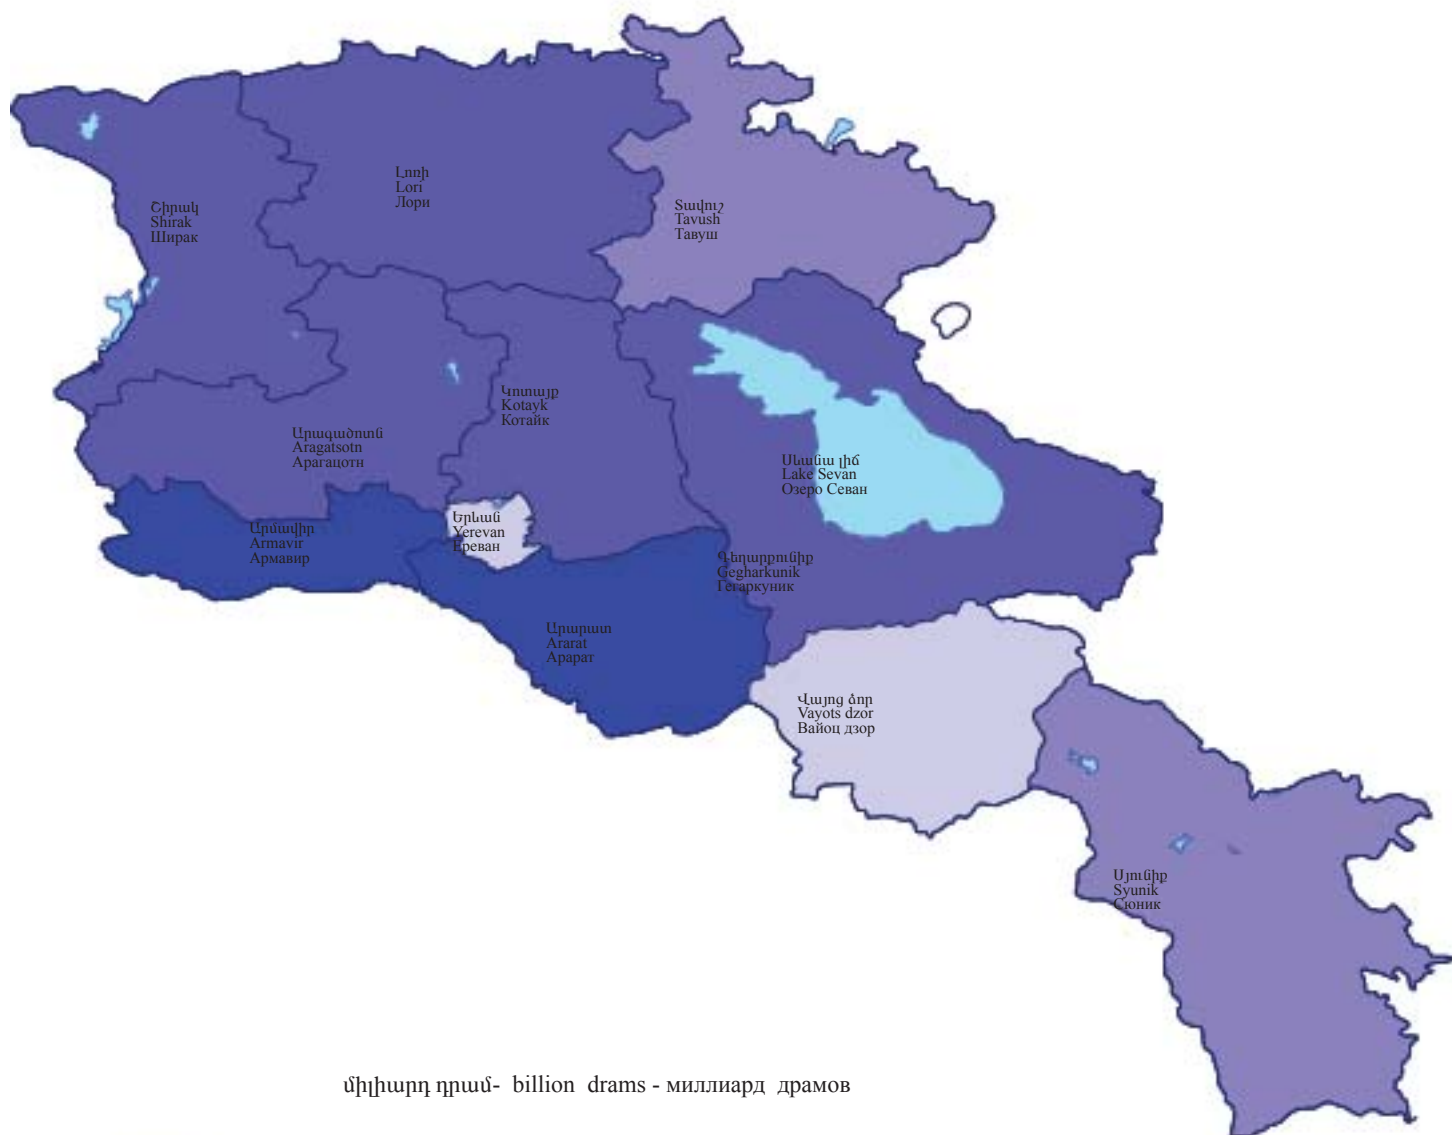 Լոռի
Lori
Лори
Շիրակ
Shirak
Ширак
Տավուշ
Tavush
Тавуш
Կոտայք
Kotayk
Котайк
Արագածոտն
Aragatsotn
Арагацотн
Սևանա լիճ
Lake Sevan
Озеро Севан
Երևան
Yerevan
Ереван
Արմավիր
Armavir
Армавир
Գեղարքունիք
Gegharkunik
Гегаркуник
Արարատ
Ararat
Арарат
Վայոց ձոր
Vayots dzor
Вайоц дзор
Սյունիք
Syunik
Сюник
միլիարդ դրամ- billion drams - миллиард драмов